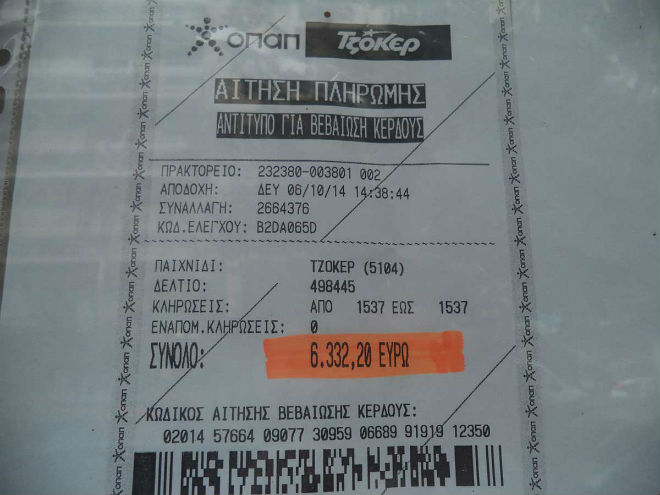 οπαπ ΤΖΟΚΕΡ
ΑΙΤΗΣΗ ΠΛΗΡΩΜΗΣ
ΑΝΤΙΤΥΠΟ ΓΙΑ ΒΕΒΑΙΩΣΗ ΚΕΡΔΟΥΣ
ΠΡΑΚΤΟΡΕΙΟ: 232380-003801 002
ΑΠΟΔΟΧΗ: ΔΕΥ 06/10/14 14:38:44
ΣΥΝΑΛΛΑΓΗ: 2664376
ΚΩΔ.ΕΛΕΓΧΟΥ: B2DA065D
ΠΑΙΧΝΙΔΙ: ΤΖΟΚΕΡ (5104)
ΔΕΛΤΙΟ: 498445
ΚΛΗΡΩΣΕΙΣ: ΑΠΟ 1537 ΕΩΣ 1537
ΕΝΑΠΟΜ.ΚΛΗΡΩΣΕΙΣ: 0
ΣΥΝΟΛΟ: 6.332,20 ΕΥΡΩ
ΚΩΔΙΚΟΣ ΑΙΤΗΣΗΣ ΒΕΒΑΙΩΣΗΣ ΚΕΡΔΟΥΣ:
02014 57664 09077 30959 06689 91919 12350